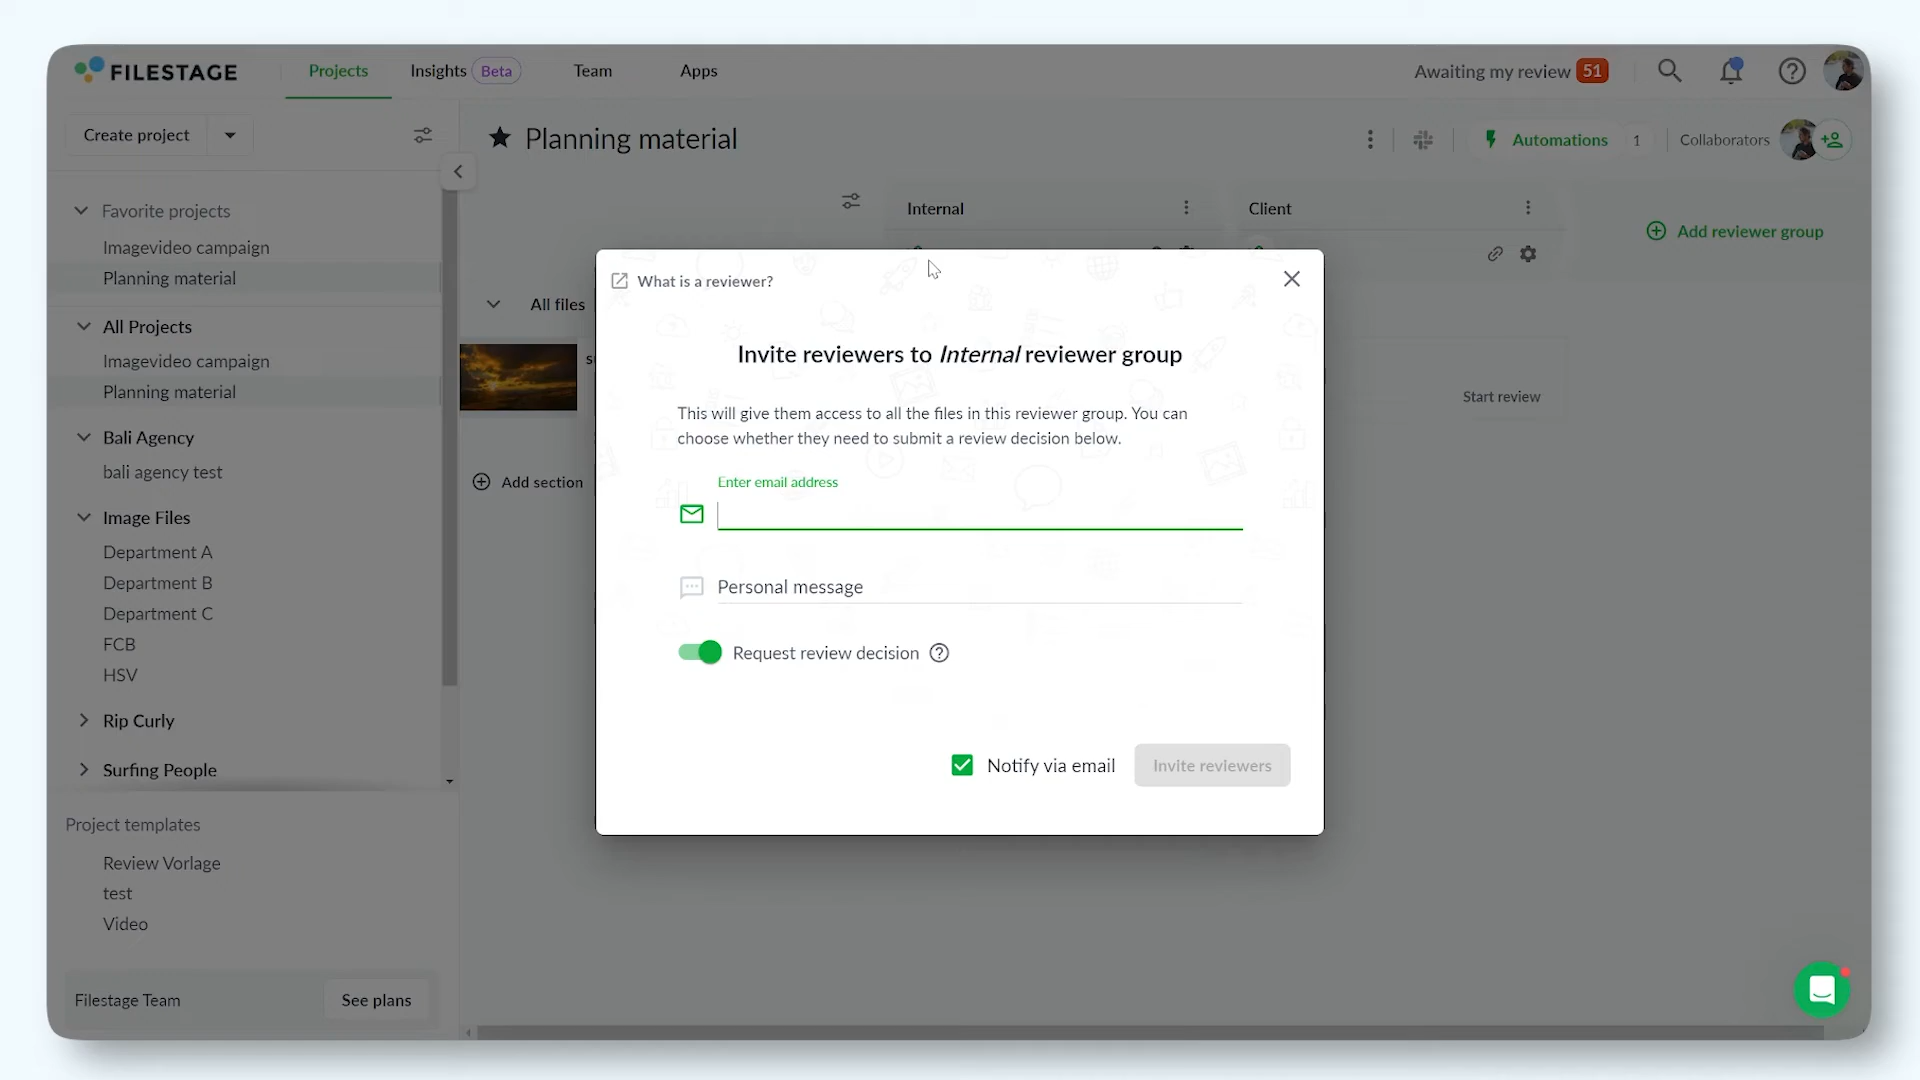 FILESTAGE
Projects
Insights Beta
Team
Apps
Awaiting my review 51
Create project
Planning material
Automations 1
Collaborators
Favorite projects
Imagevideo campaign
Planning material
All Projects
Imagevideo campaign
Planning material
Bali Agency
bali agency test
Image Files
Department A
Department B
Department C
FCB
HSV
Rip Curly
Surfing People
Project templates
Review Vorlage
test
Video
Filestage Team
See plans
Internal
Client
Add reviewer group
All files
Start review
Add section
What is a reviewer?
Invite reviewers to Internal reviewer group
This will give them access to all the files in this reviewer group. You can
choose whether they need to submit a review decision below.
Enter email address
Personal message
Request review decision
Notify via email
Invite reviewers